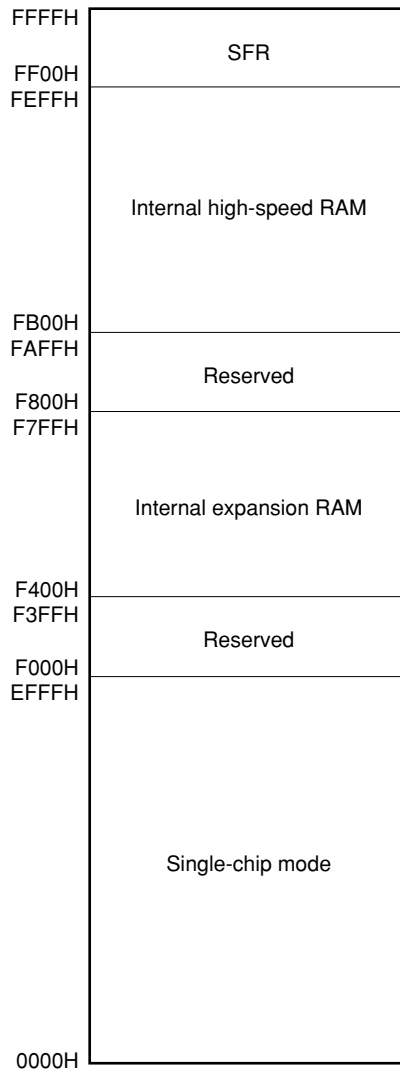 FFFFH
SFR
FF00H
FEFFH
Internal high-speed RAM
FB00H
FAFFH
Reserved
F800H
F7FFH
Internal expansion RAM
F400H
F3FFH
Reserved
F000H
EFFFH
Single-chip mode
0000H